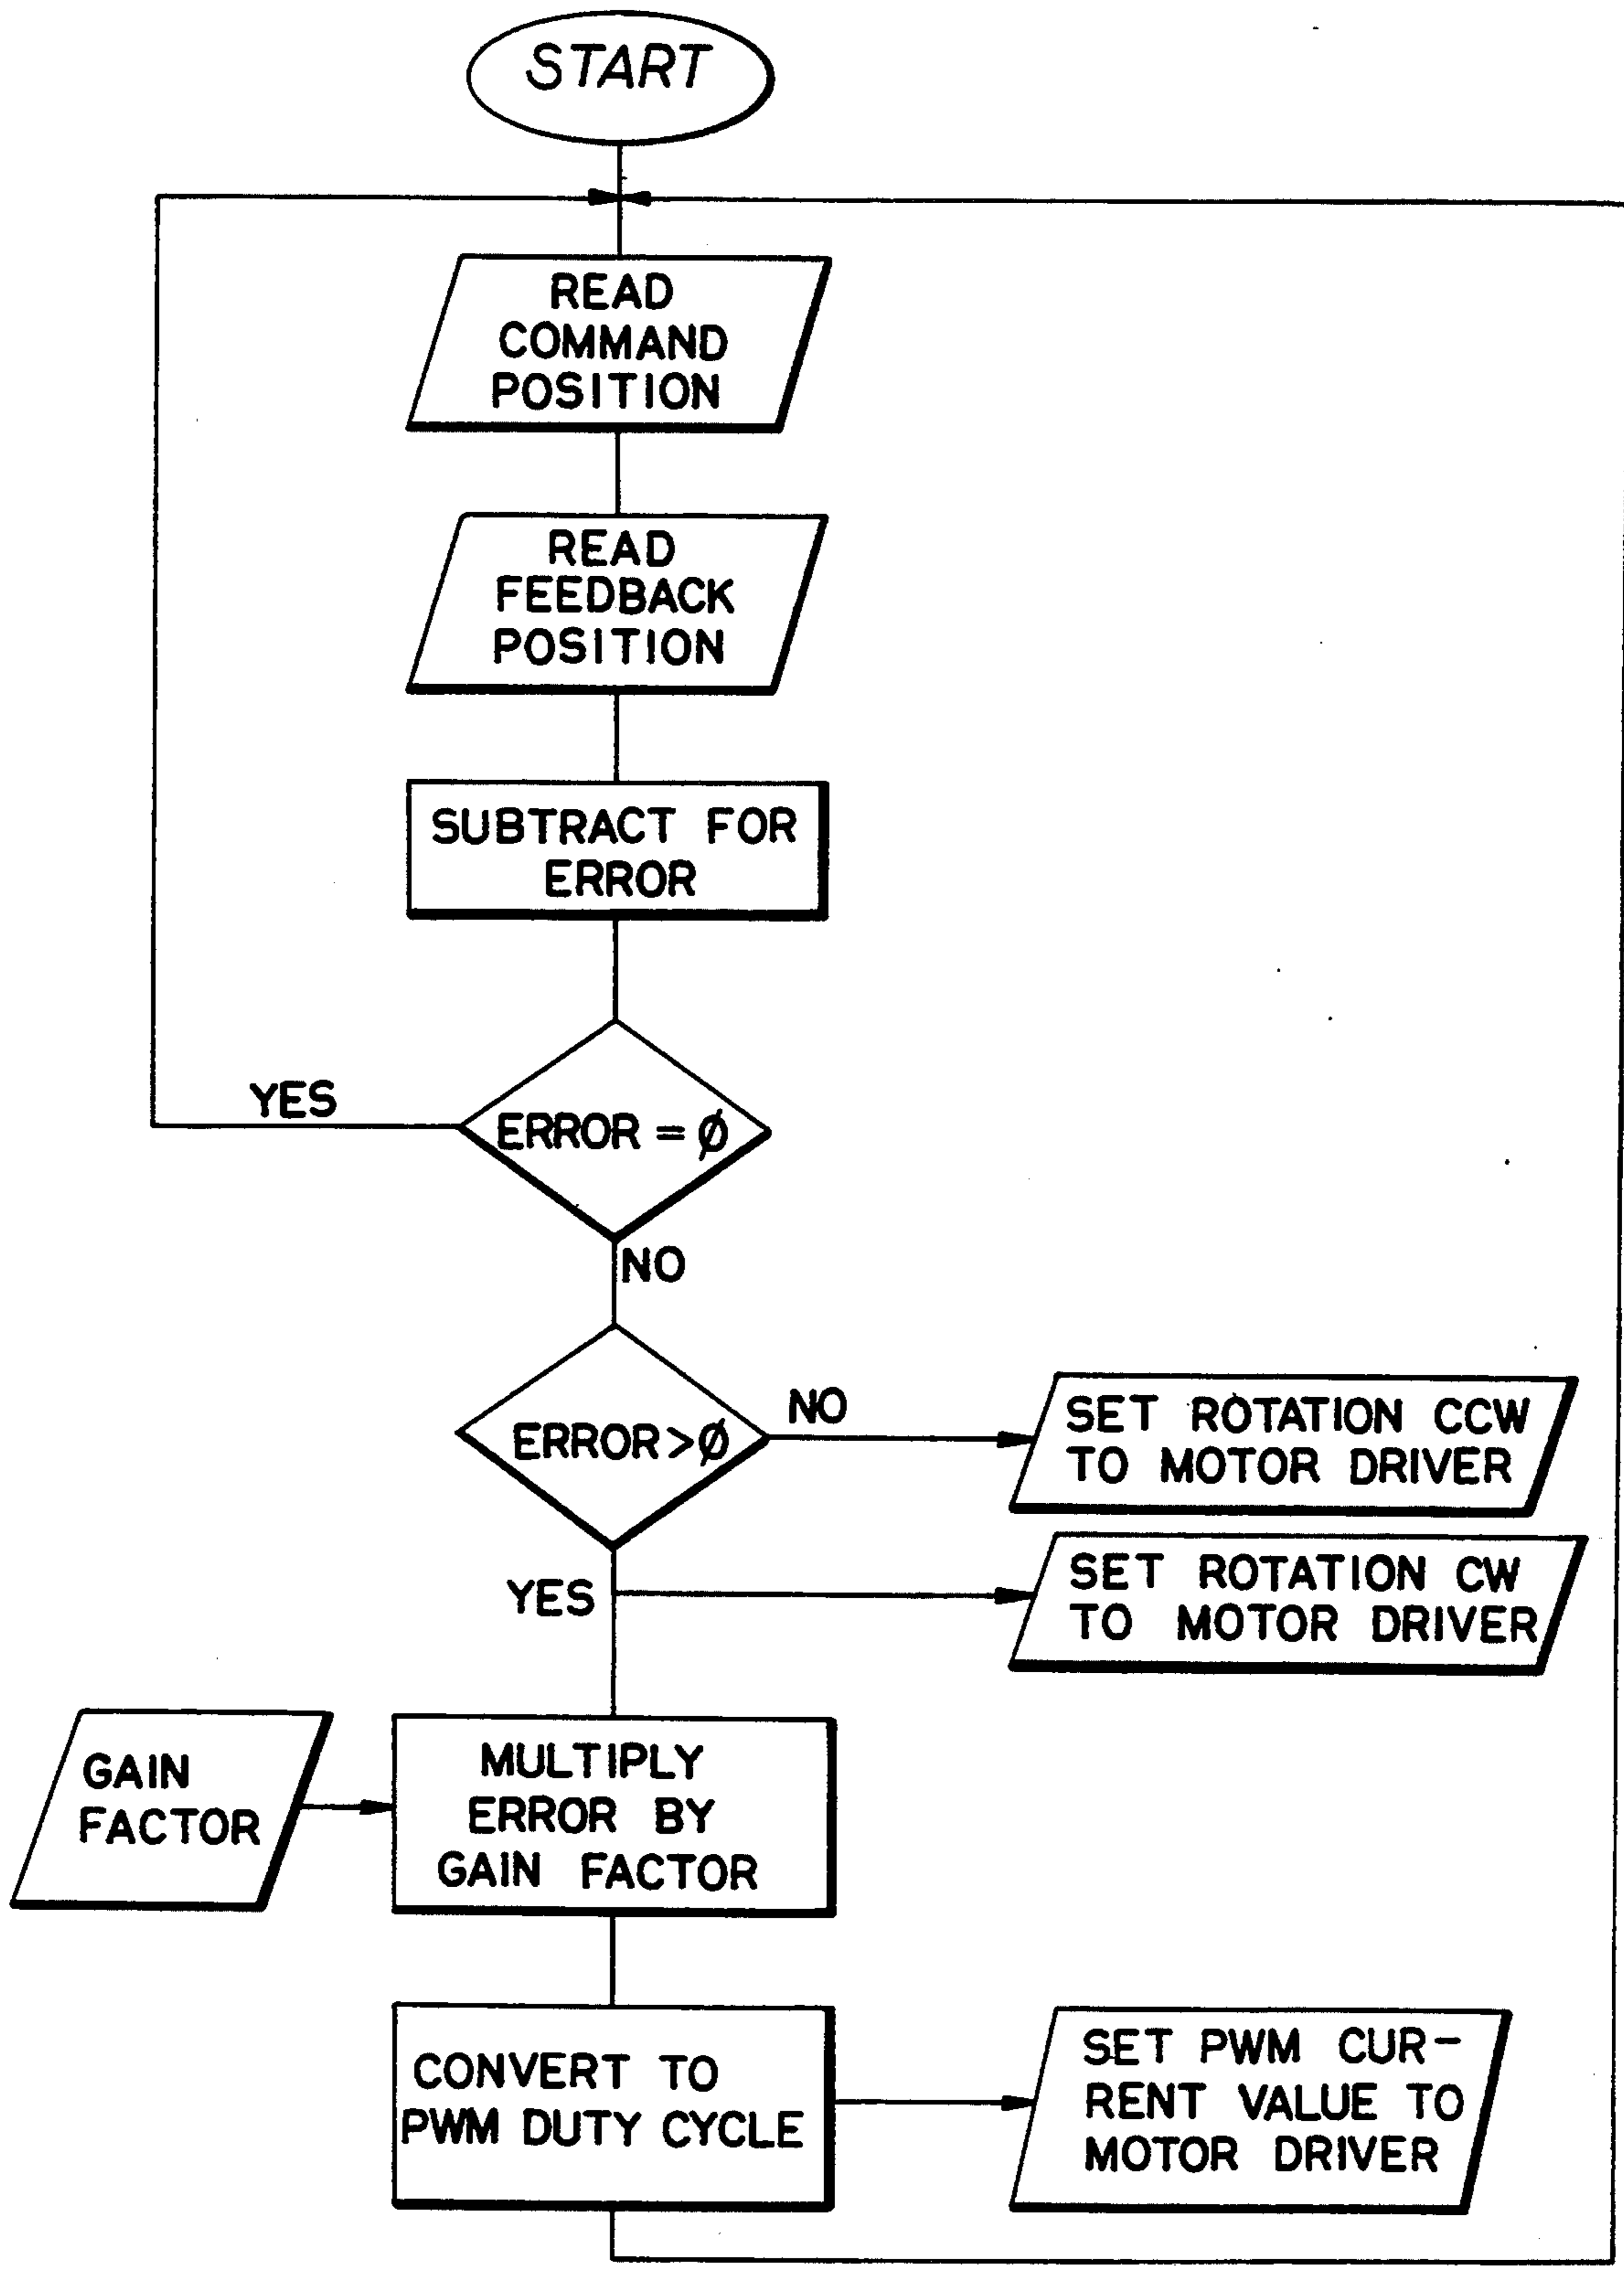 START
READ
COMMAND
POSITION
READ
FEEDBACK
POSITION
SUBTRACT FOR
ERROR
YES
ERROR = Ø
NO
ERROR > Ø
NO
SET ROTATION CCW
TO MOTOR DRIVER
YES
SET ROTATION CW
TO MOTOR DRIVER
GAIN
FACTOR
MULTIPLY
ERROR BY
GAIN FACTOR
CONVERT TO
PWM DUTY CYCLE
SET PWM CUR-
RENT VALUE TO
MOTOR DRIVER